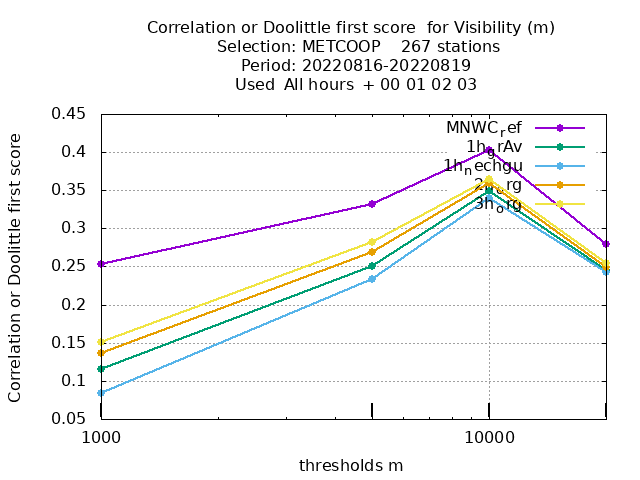 Correlation or Doolittle first score  for Visibility (m)
Selection: METCOOP    267 stations
Period: 20220816-20220819
Used  All hours  + 00 01 02 03
0.45
0.4
0.35
0.3
0.25
0.2
0.15
0.1
0.05
Correlation or Doolittle first score
MNWC_ref
1h_grAv
1h_nechgu
3h_org
1000
10000
thresholds m